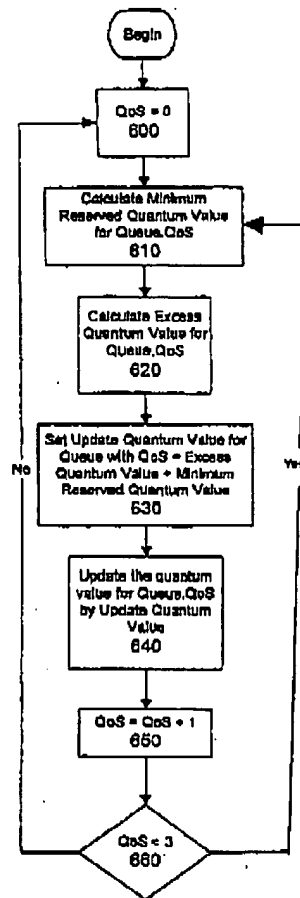 Begin
QoS = 0
600
Calculate Minimum
Reserved Quantum Value
for Queue.QoS
610
Calculate Excess
Quantum Value for
Queue.QoS
620
Set Update Quantum Value for
Queue with QoS = Excess
Quantum Value + Minimum
Reserved Quantum Value
630
No
Yes
Update the quantum
value for Queue.QoS
by Update Quantum
Value
640
QoS = QoS + 1
650
QoS < 3
660